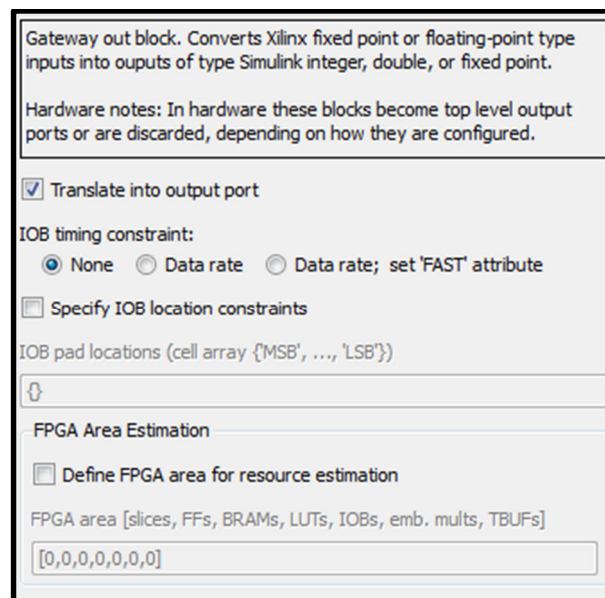 Gateway out block. Converts Xilinx fixed point or floating-point type
inputs into ouputs of type Simulink integer, double, or fixed point.
Hardware notes: In hardware these blocks become top level output
ports or are discarded, depending on how they are configured.
Translate into output port
IOB timing constraint:
None Data rate Data rate; set 'FAST' attribute
Specify IOB location constraints
IOB pad locations (cell array {'MSB', ..., 'LSB'})
{}
FPGA Area Estimation
Define FPGA area for resource estimation
FPGA area [slices, FFs, BRAMs, LUTs, IOBs, emb. mults, TBUFs]
[0,0,0,0,0,0,0]